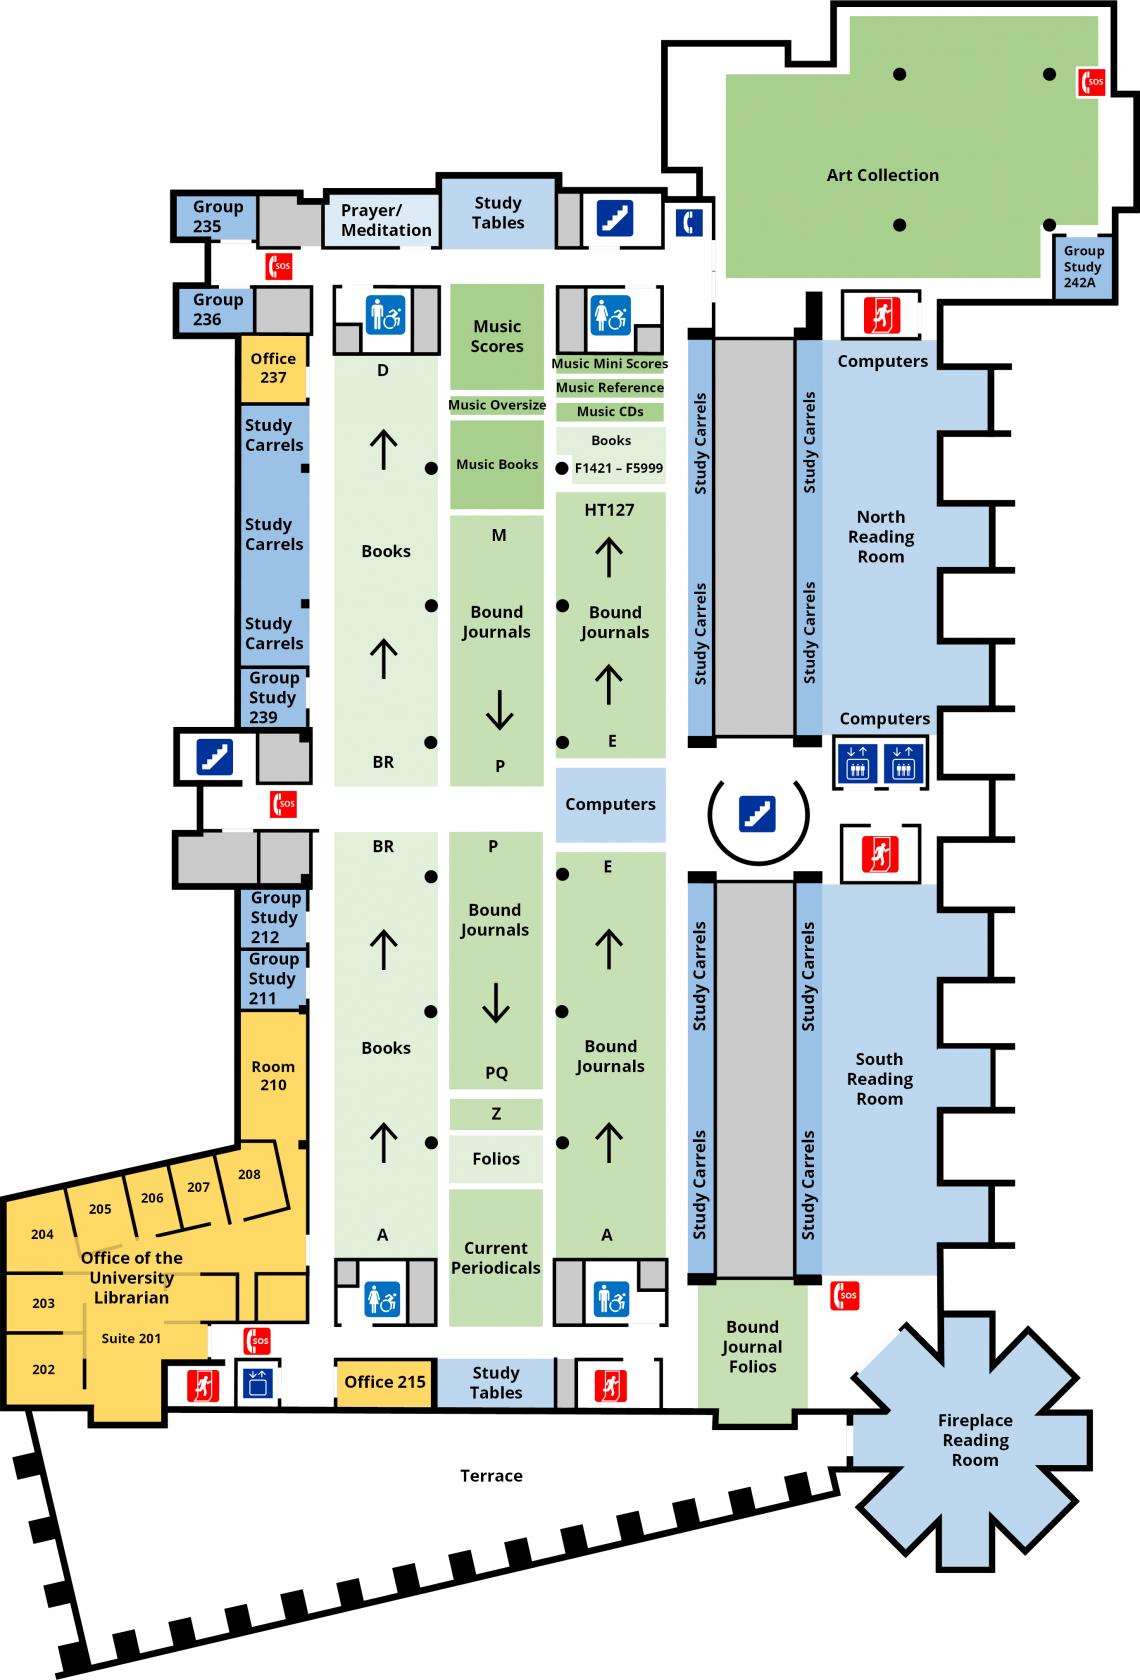 SOS
Art Collection
Group
235
Prayer/
Meditation
Study
Tables
Group
Study
242A
SOS
Group
236
Music
Scores
Computers
Office
237
D
Music Mini Scores
Music Reference
Music Oversize
Music CDs
Study
Carrels
Books
F1421 – F5999
Music Books
Study Carrels
Study Carrels
HT127
M
Study
Carrels
Books
North
Reading
Room
Bound
Journals
Bound
Journals
Study
Carrels
Study Carrels
Study Carrels
Group
Study
239
Computers
E
BR
P
SOS
Computers
BR
P
E
Group
Study
212
Bound
Journals
Study Carrels
Study Carrels
Group
Study
211
Books
Bound
Journals
South
Reading
Room
Room
210
PQ
Z
Folios
Study Carrels
Study Carrels
208
207
206
205
204
A
A
Office of the
University
Librarian
Current
Periodicals
203
SOS
Suite 201
SOS
Bound
Journal
Folios
202
Office 215
Study
Tables
Fireplace
Reading
Room
Terrace